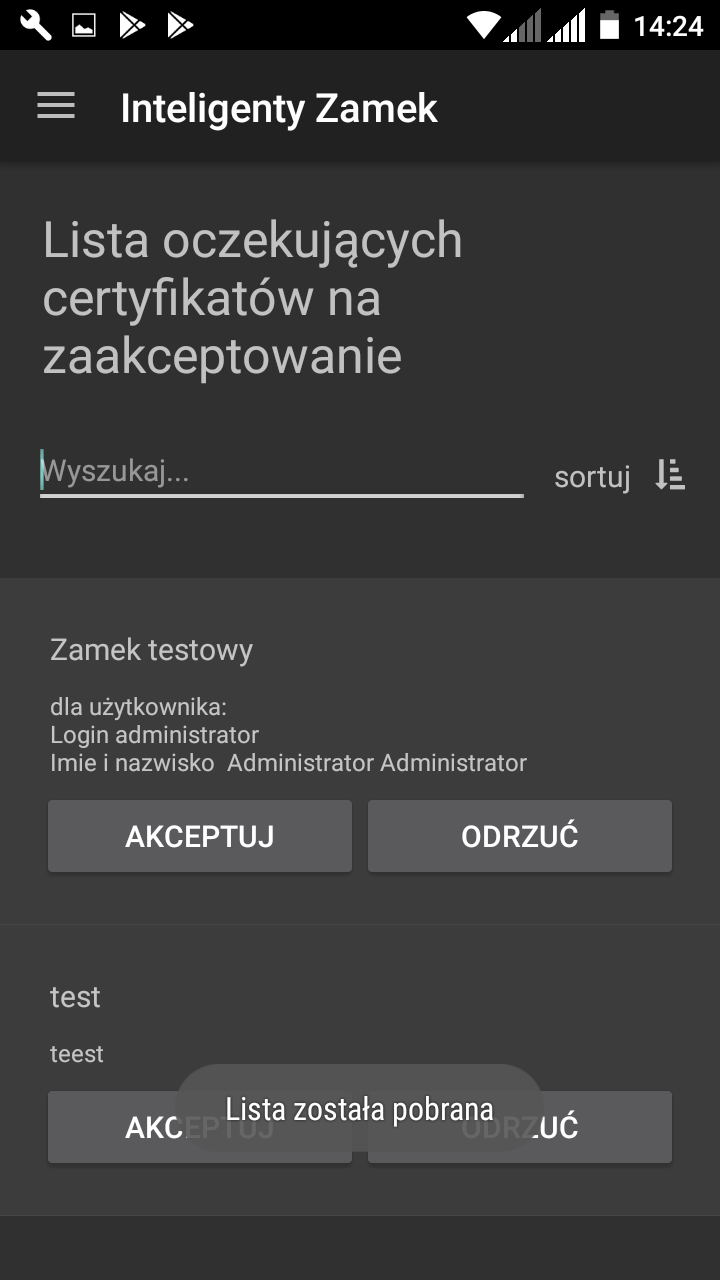 14:24
Inteligenty Zamek
Lista oczekujących
certyfikatów na
zaakceptowanie
Wyszukaj...
sortuj
Zamek testowy
dla użytkownika:
Login administrator
Imie i nazwisko  Administrator Administrator
AKCEPTUJ ODRZUĆ
test
teest
AKCEPTUJ ODRZUĆ
Lista została pobrana